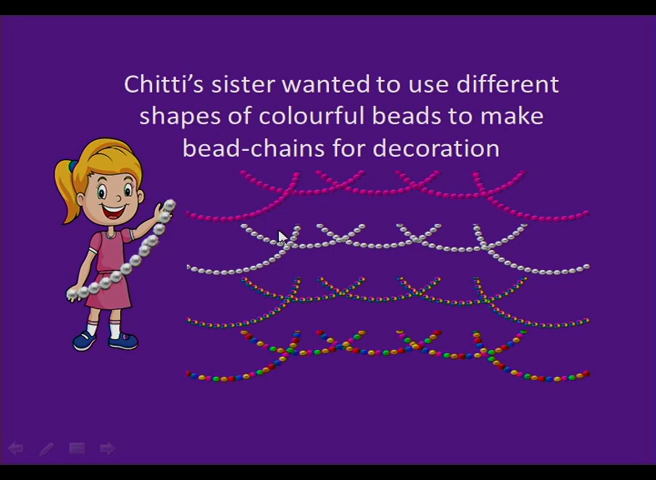 Chitti’s sister wanted to use different
shapes of colourful beads to make
bead-chains for decoration